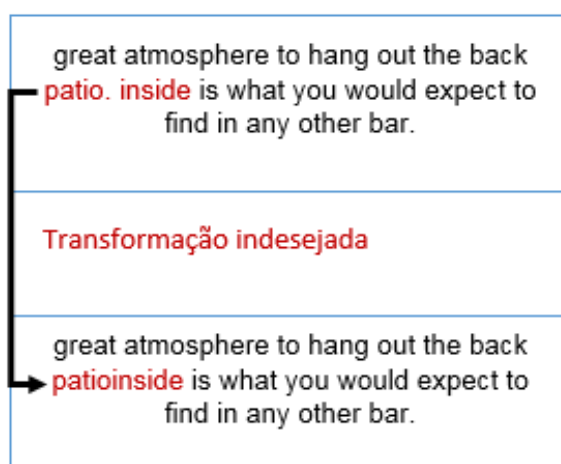 great atmosphere to hang out the back
patio. inside is what you would expect to
find in any other bar.
Transformação indesejada
great atmosphere to hang out the back
patioinside is what you would expect to
find in any other bar.